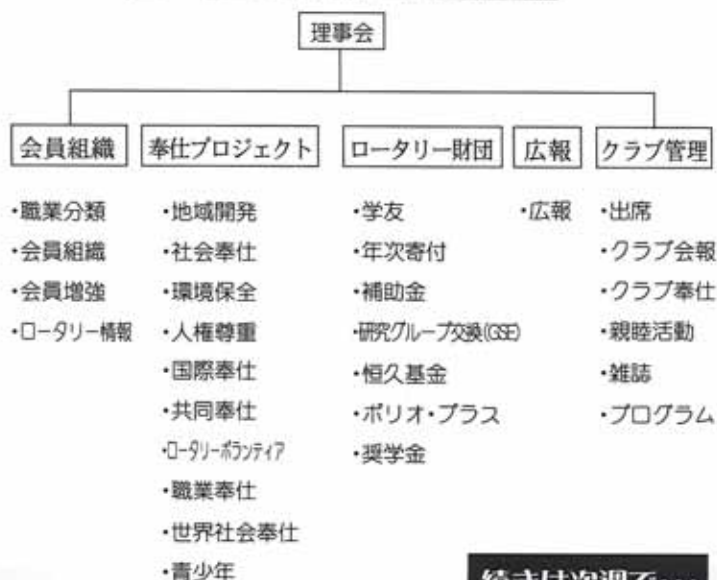 理事会
会員組織
・職業分類
・会員組織
・会員増強
・ロータリー情報
奉仕プロジェクト
・地域開発
・社会奉仕
・環境保全
・人権尊重
・国際奉仕
・共同奉仕
・ロータリーボランティア
・職業奉仕
・世界社会奉仕
・青少年
ロータリー財団
・学友
・年次寄付
・補助金
・研究グループ交換(GSE)
・恒久基金
・ポリオ・プラス
・奨学金
広報
・広報
クラブ管理
・出席
・クラブ会報
・クラブ奉仕
・親睦活動
・雑誌
・プログラム
続きは次週で